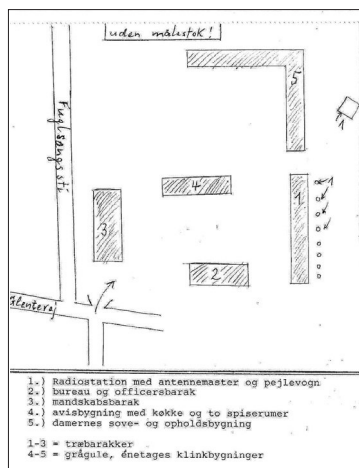 uden målestok!
Fuglsangssti
5
1
4
1
1
3
2
1.) Radiostation med antennemaster og pejlevogn
2.) bureau og officersbarak
3.) mandskabsbarak
4.) avisbygning med køkke og to spiserumer
5.) damernes sove- og opholdsbygning
1-3 = træbarakker
4-5 = grågule, énetages klinkbygninger